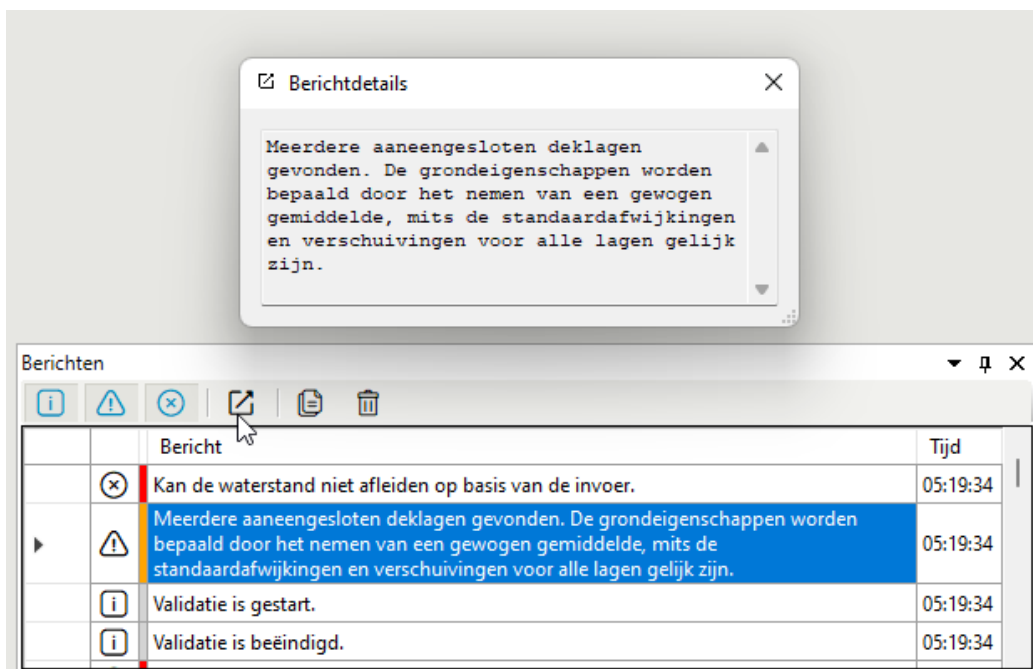 Berichtdetails
Meerdere aaneengesloten deklagen
gevonden. De grondeigenschappen worden
bepaald door het nemen van een gewogen
gemiddelde, mits de standaardafwijkingen
en verschuivingen voor alle lagen gelijk
zijn.
Berichten
Bericht Tijd
Kan de waterstand niet afleiden op basis van de invoer. 05:19:34
Meerdere aaneengesloten deklagen gevonden. De grondeigenschappen worden
bepaald door het nemen van een gewogen gemiddelde, mits de 05:19:34
standaardafwijkingen en verschuivingen voor alle lagen gelijk zijn.
Validatie is gestart. 05:19:34
Validatie is beëindigd. 05:19:34